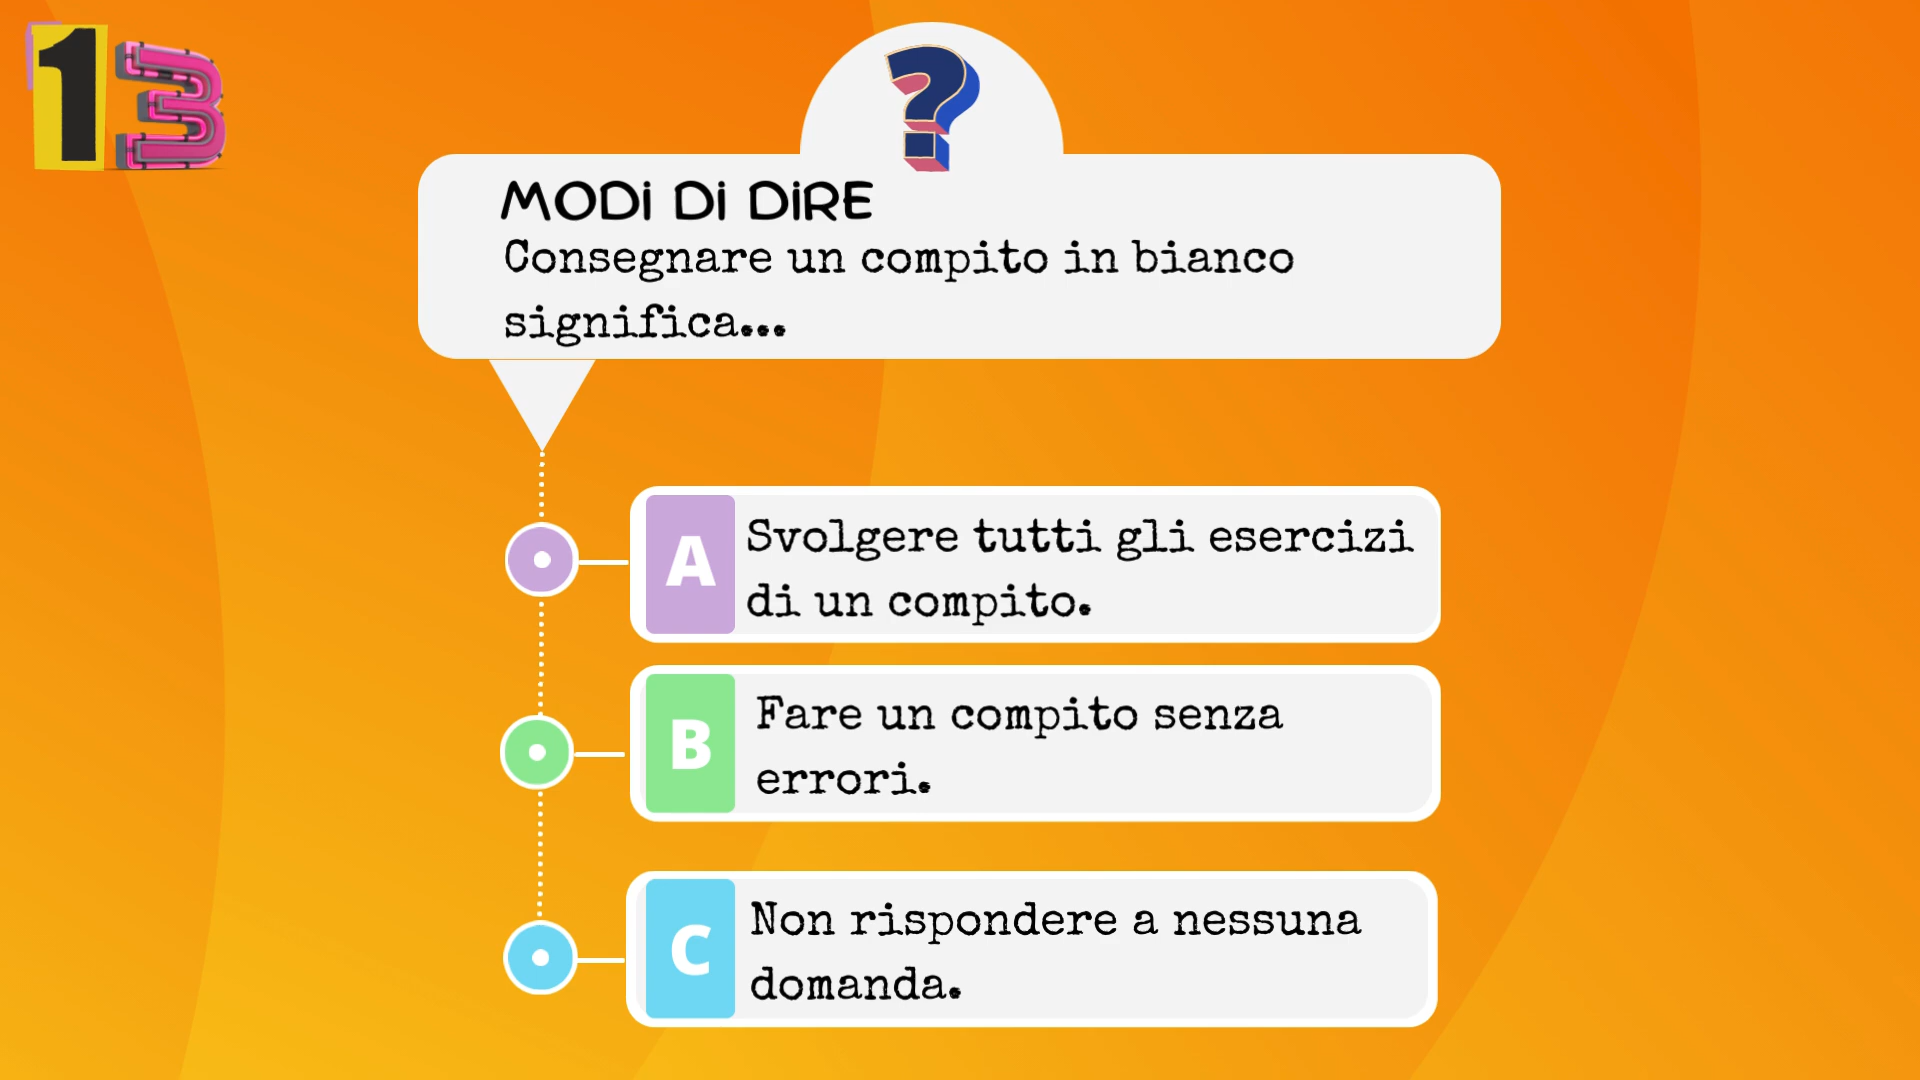 13
?
MODI DI DIRE
Consegnare un compito in bianco
significa...
A
Svolgere tutti gli esercizi
di un compito.
B
Fare un compito senza
errori.
C
Non rispondere a nessuna
domanda.